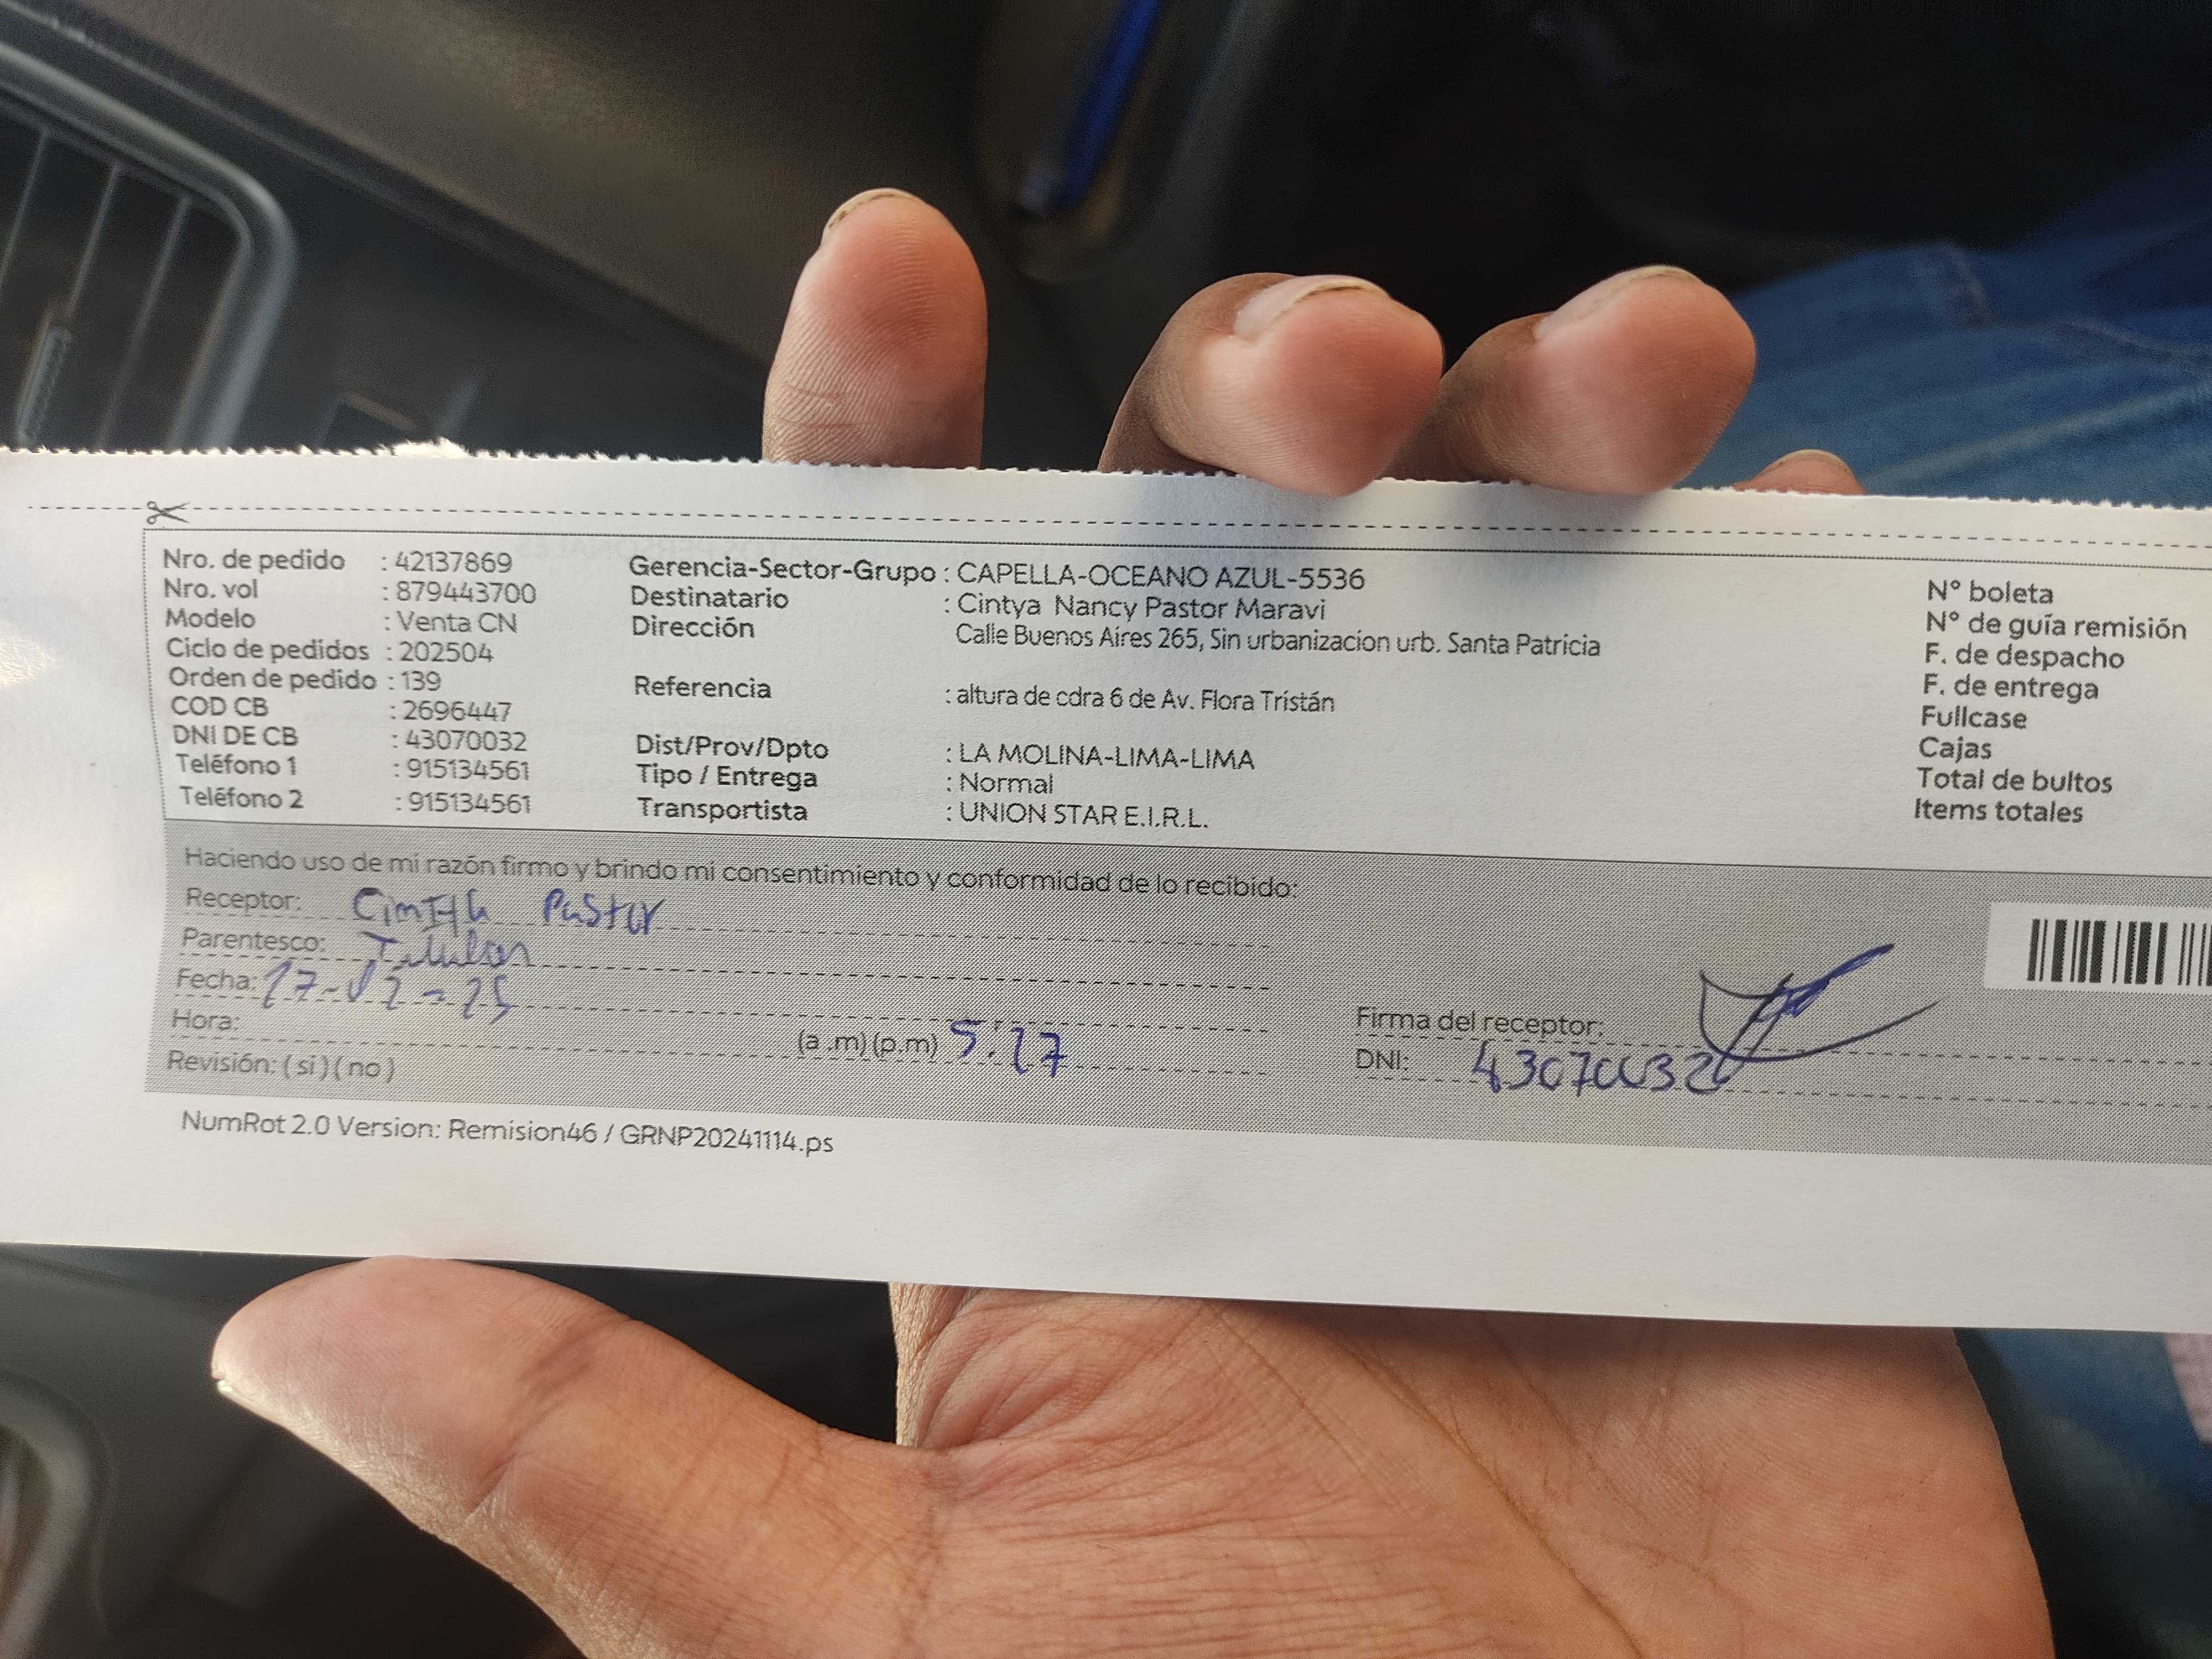 Nro. de pedido : 42137869
Nro. vol : 879443700
Modelo : Venta CN
Ciclo de pedidos : 202504
Orden de pedido : 139
COD CB : 2696447
DNI DE CB : 43070032
Teléfono 1 : 915134561
Teléfono 2 : 915134561
Gerencia-Sector-Grupo : CAPELLA-OCEANO AZUL-5536
Destinatario : Cintya Nancy Pastor Maravi
Dirección Calle Buenos Aires 265, Sin urbanizacion urb. Santa Patricia
Referencia : altura de cdra 6 de Av. Flora Tristán
Dist/Prov/Dpto : LA MOLINA-LIMA-LIMA
Tipo / Entrega : Normal
Transportista : UNION STAR E.I.R.L.
N° boleta
N° de guía remisión
F. de despacho
F. de entrega
Fullcase
Cajas
Total de bultos
Items totales
Haciendo uso de mi razón firmo y brindo mi consentimiento y conformidad de lo recibido:
Receptor: Pastor
Parentesco:
Fecha: 17-02-25
Hora: (a .m) (p.m) 5:17
Revisión: ( si ) ( no )
Firma del receptor:
DNI: 43070032
NumRot 2.0 Version: Remision46 / GRNP20241114.ps